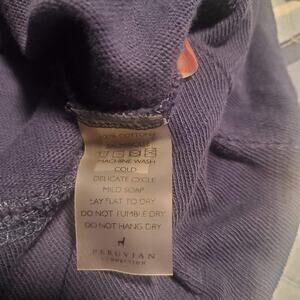 100% COTTON
MACHINE WASH
COLD
DELICATE CYCLE
MILD SOAP
LAY FLAT TO DRY
DO NOT TUMBLE DRY
DO NOT HANG DRY
PERUVIAN
CONNECTION